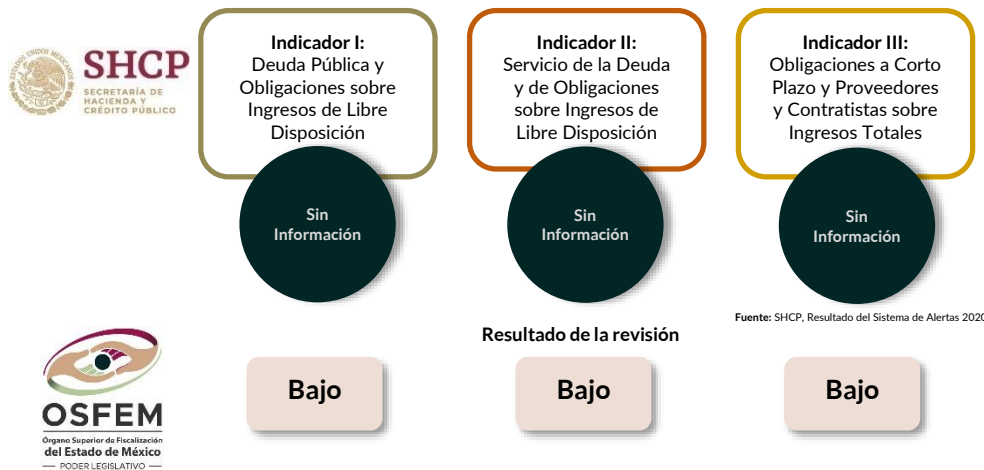 SHCP
SECRETARÍA DE
HACIENDA Y
CRÉDITO PÚBLICO
Indicador I:
Deuda Pública y
Obligaciones sobre
Ingresos de Libre
Disposición
Sin
Información
Indicador II:
Servicio de la Deuda
y de Obligaciones
sobre Ingresos de
Libre Disposición
Sin
Información
Indicador III:
Obligaciones a Corto
Plazo y Proveedores
y Contratistas sobre
Ingresos Totales
Sin
Información
Fuente: SHCP, Resultado del Sistema de Alertas 2020
Resultado de la revisión
OSFEM
Órgano Superior de Fiscalización
del Estado de México
— PODER LEGISLATIVO —
Bajo
Bajo
Bajo